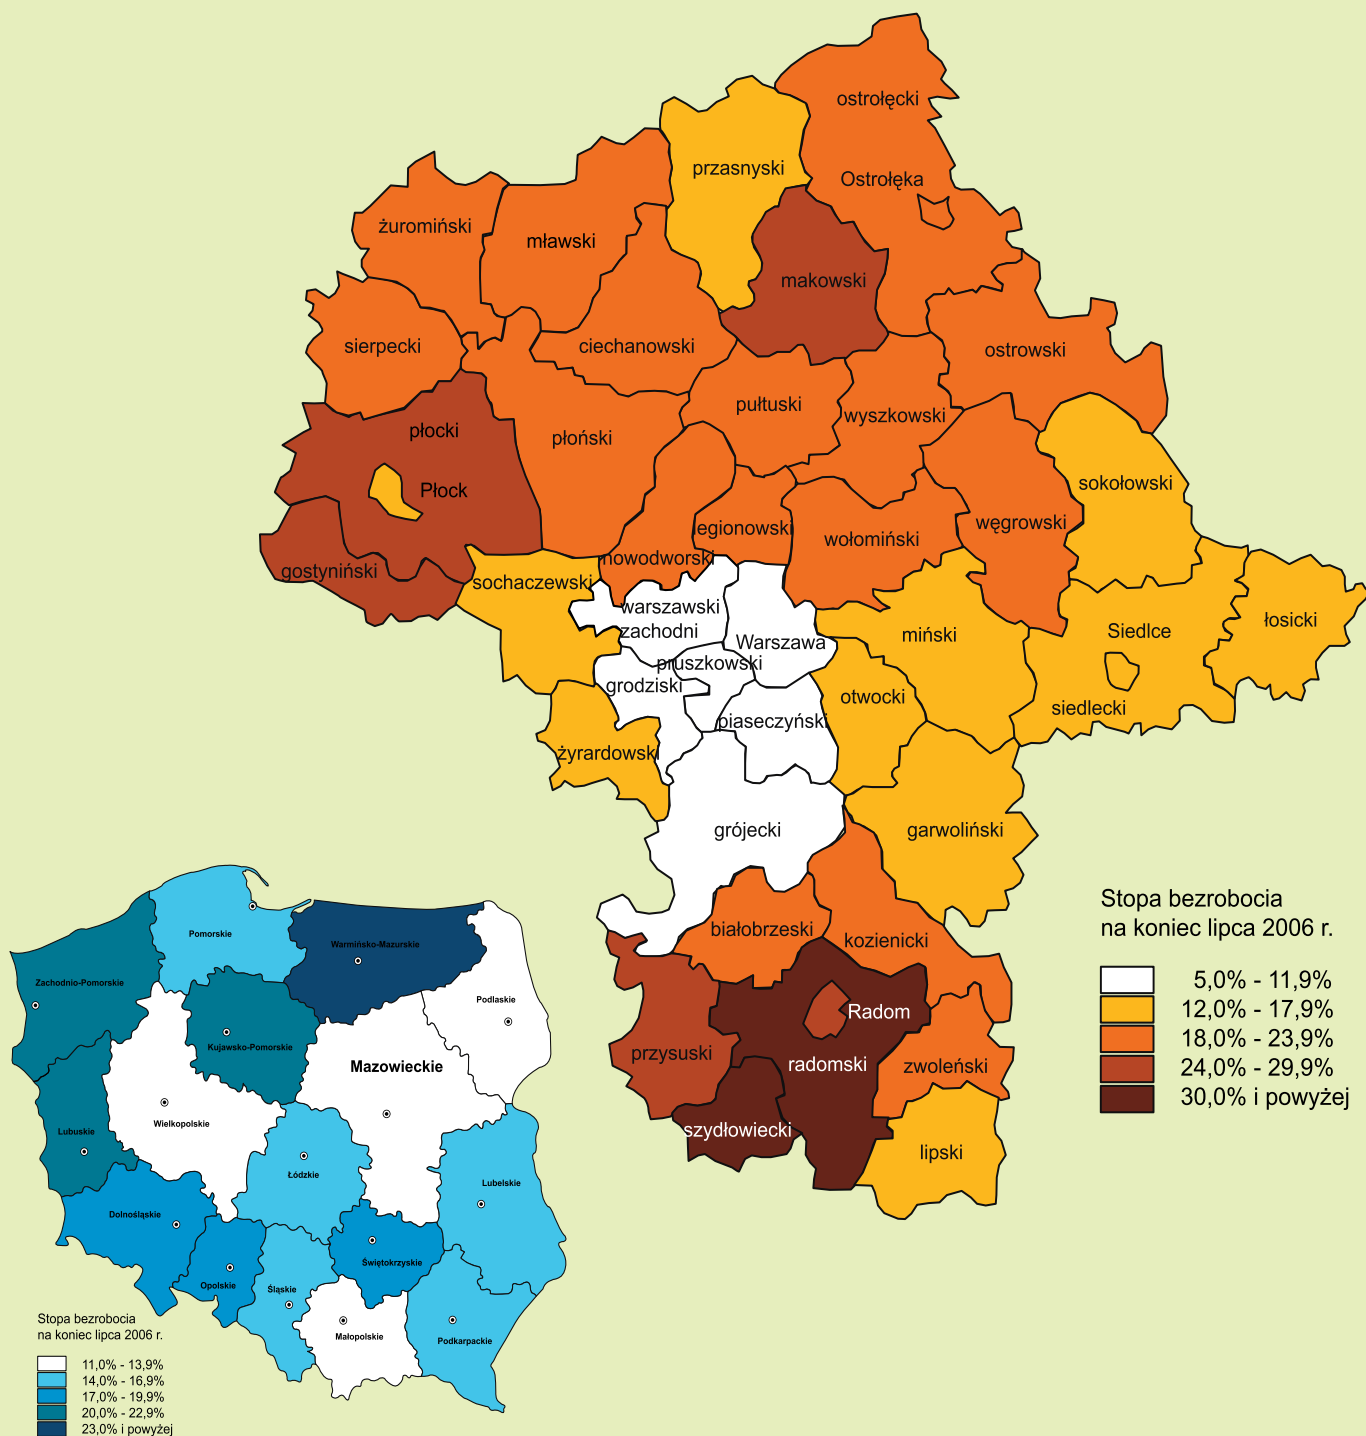 ostrołęcki
przasnyski
Ostrołęka
żuromiński
mławski
makowski
sierpecki
ciechanowski
ostrowski
płocki
płoński
pułtuski
wyszkowski
Płock
sokołowski
legionowski
wołomiński
węgrowski
gostyniński
nowodworski
sochaczewski
warszawski
zachodni
Warszawa
miński
Siedlce
łosicki
pruszkowski
grodziski
otwocki
siedlecki
piaseczyński
żyrardowski
grójecki
garwoliński
białobrzeski
kozienicki
Radom
przysuski
radomski
zwoleński
szydłowiecki
lipski
Stopa bezrobocia
na koniec lipca 2006 r.
5,0% - 11,9%
12,0% - 17,9%
18,0% - 23,9%
24,0% - 29,9%
30,0% i powyżej
Pomorskie
Warmińsko-Mazurskie
Zachodnio-Pomorskie
Podlaskie
Kujawsko-Pomorskie
Mazowieckie
Wielkopolskie
Lubuskie
Łódzkie
Lubelskie
Dolnośląskie
Świętokrzyskie
Opolskie
Śląskie
Małopolskie
Podkarpackie
Stopa bezrobocia
na koniec lipca 2006 r.
11,0% - 13,9%
14,0% - 16,9%
17,0% - 19,9%
20,0% - 22,9%
23,0% i powyżej